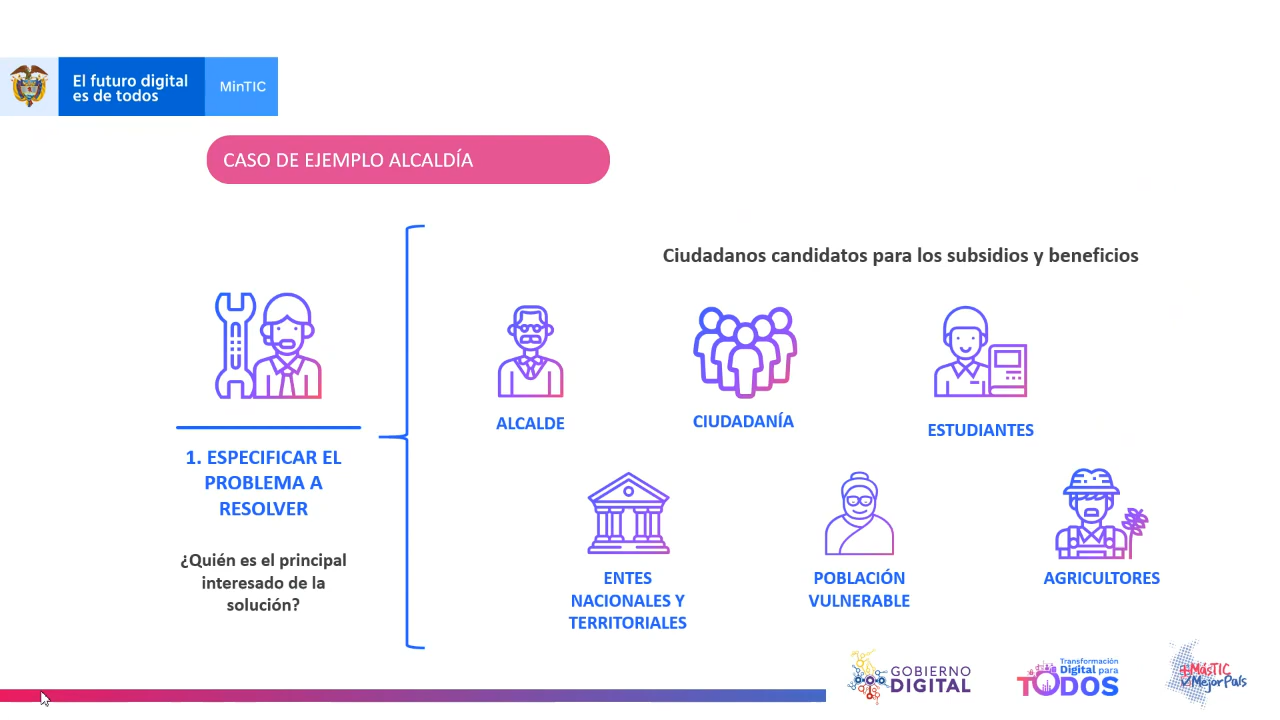 El futuro digital
es de todos
MinTIC
CASO DE EJEMPLO ALCALDÍA
Ciudadanos candidatos para los subsidios y beneficios
ALCALDE
CIUDADANÍA
ESTUDIANTES
1. ESPECIFICAR EL
PROBLEMA A
RESOLVER
¿Quién es el principal
interesado de la
solución?
ENTES
NACIONALES Y
TERRITORIALES
POBLACIÓN
VULNERABLE
AGRICULTORES
GOBIERNO
DIGITAL
Transformación
Digital para
TODOS
+MásTIC
MejorPaís